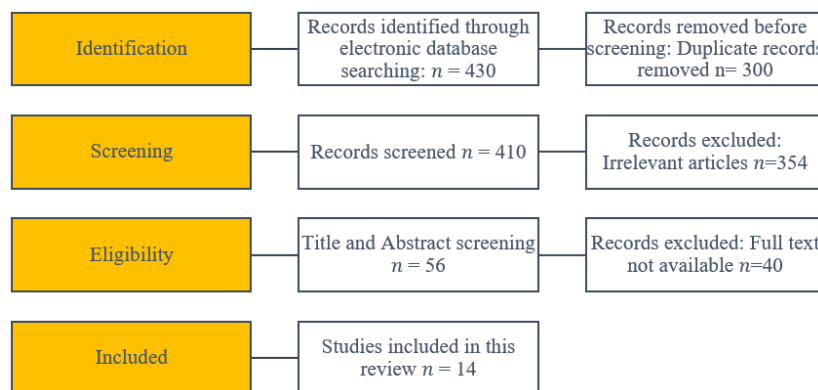 Identification
Records identified through
electronic database
searching: n = 430
Records removed before
screening: Duplicate records
removed n= 300
Screening
Records screened n = 410
Records excluded:
Irrelevant articles n=354
Eligibility
Title and Abstract screening
n = 56
Records excluded: Full text
not available n=40
Included
Studies included in this
review n = 14